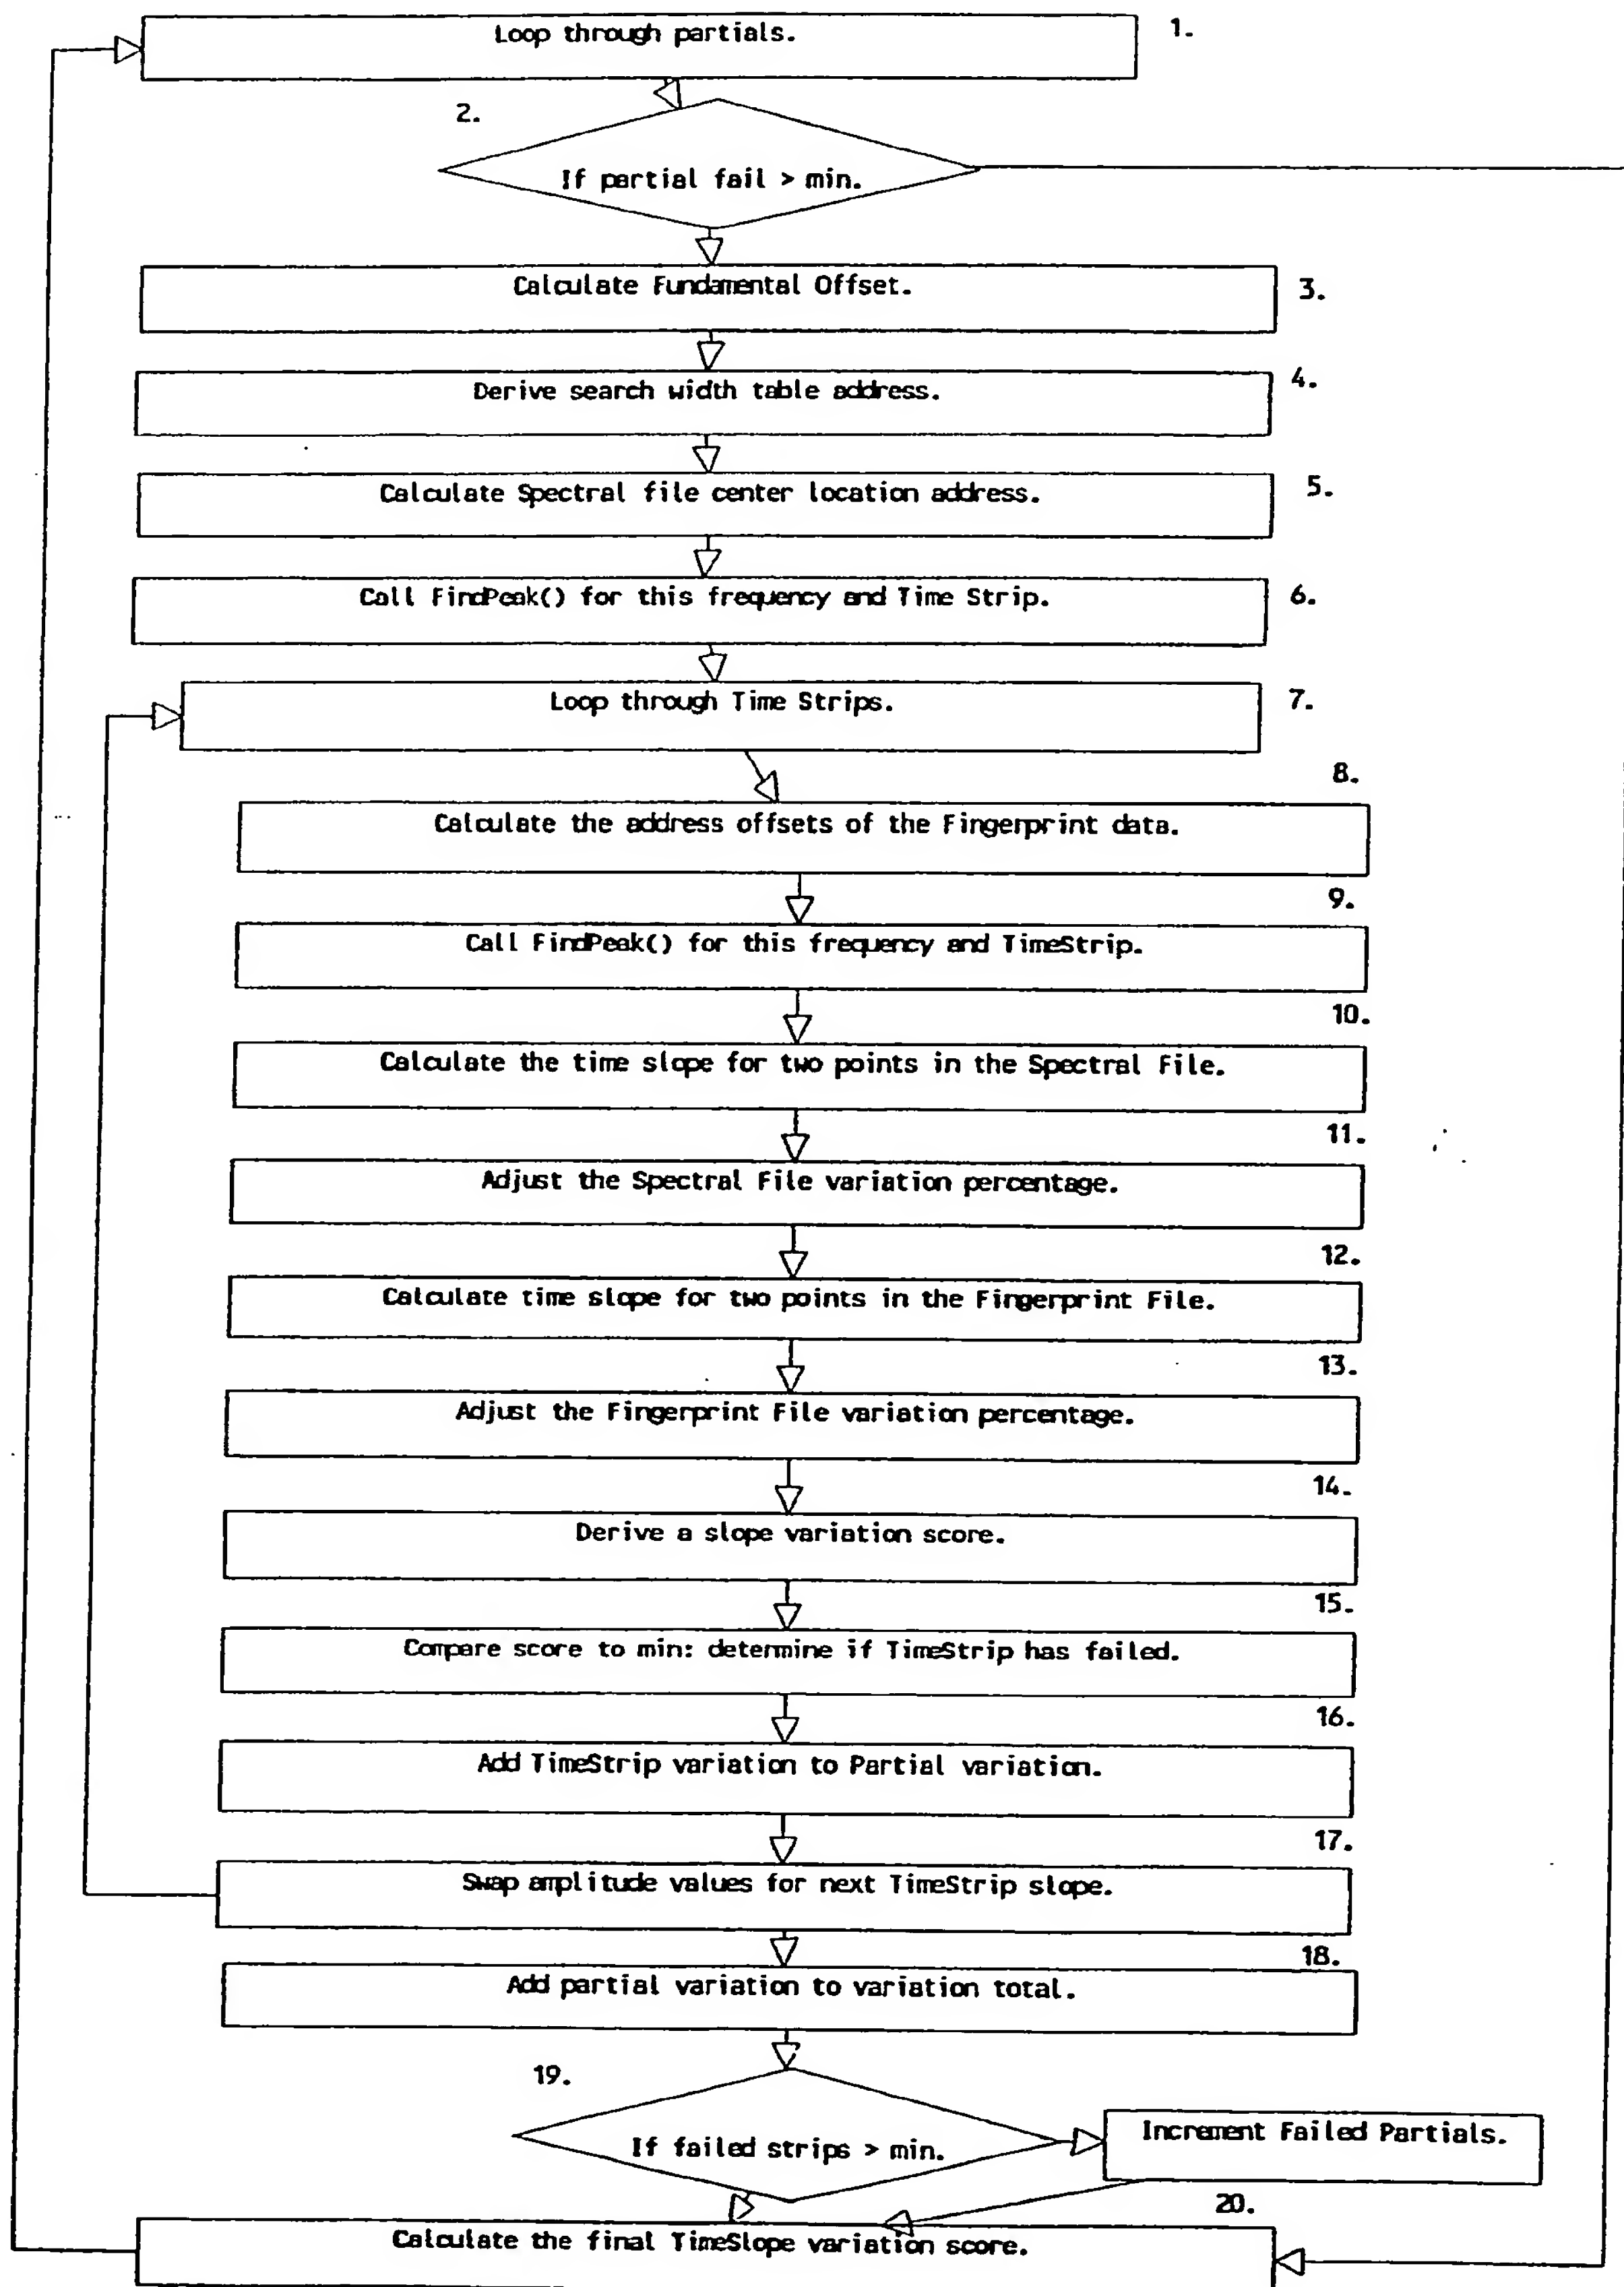 Loop through partials.
1.
2.
If partial fail > min.
Calculate Fundamental Offset.
3.
Derive search width table address.
4.
Calculate Spectral file center location address.
5.
Call FindPeak() for this frequency and Time Strip.
6.
Loop through Time Strips.
7.
8.
Calculate the address offsets of the Fingerprint data.
9.
Call FindPeak() for this frequency and TimeStrip.
10.
Calculate the time slope for two points in the Spectral File.
11.
Adjust the Spectral File variation percentage.
12.
Calculate time slope for two points in the Fingerprint File.
13.
Adjust the Fingerprint File variation percentage.
14.
Derive a slope variation score.
15.
Compare score to min: determine if TimeStrip has failed.
16.
Add TimeStrip variation to Partial variation.
17.
Swap amplitude values for next TimeStrip slope.
18.
Add partial variation to variation total.
19.
If failed strips > min.
Increment Failed Partials.
20.
Calculate the final TimeSlope variation score.